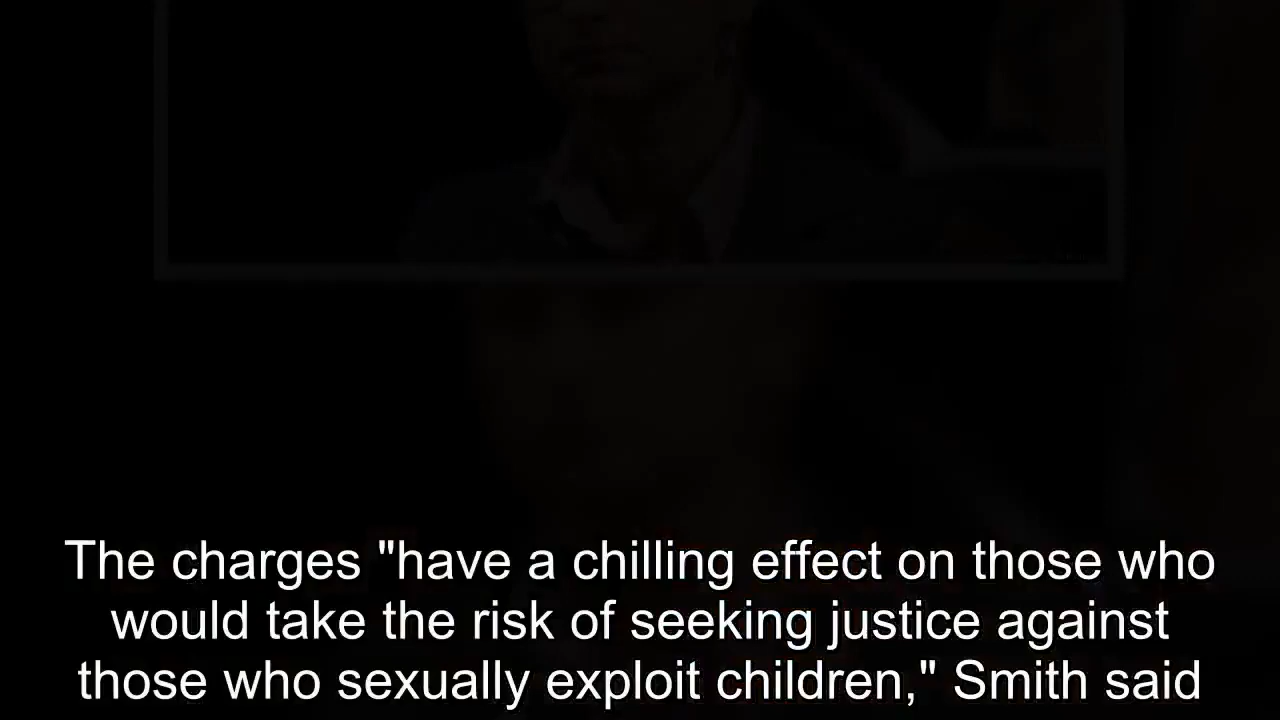 The charges "have a chilling effect on those who
would take the risk of seeking justice against
those who sexually exploit children," Smith said